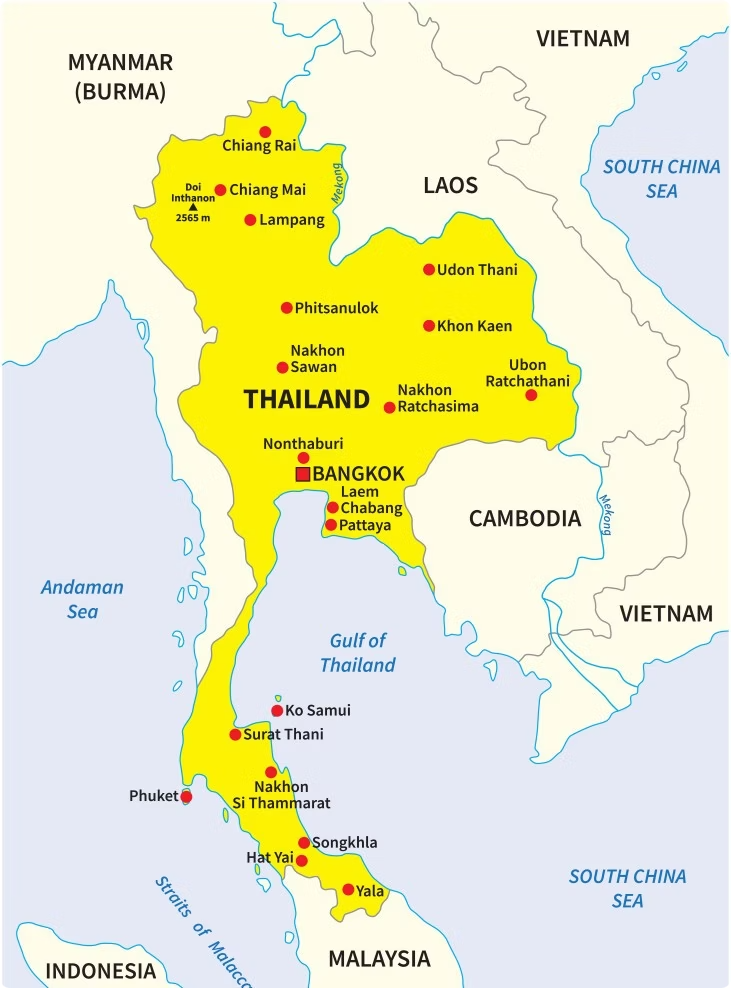 VIETNAM
MYANMAR
(BURMA)
Chiang Rai
SOUTH CHINA
SEA
Mekong
LAOS
Doi
Inthanon
2565 m
Chiang Mai
Lampang
Udon Thani
Phitsanulok
Khon Kaen
Nakhon
Sawan
Ubon
Ratchathani
THAILAND
Nakhon
Ratchasima
Nonthaburi
BANGKOK
Laem
Chabang
Pattaya
CAMBODIA
Mekong
Andaman
Sea
VIETNAM
Gulf of
Thailand
Ko Samui
Surat Thani
Phuket
Nakhon
Si Thammarat
Songkhla
Hat Yai
Yala
SOUTH CHINA
SEA
Straits of Malacca
MALAYSIA
INDONESIA